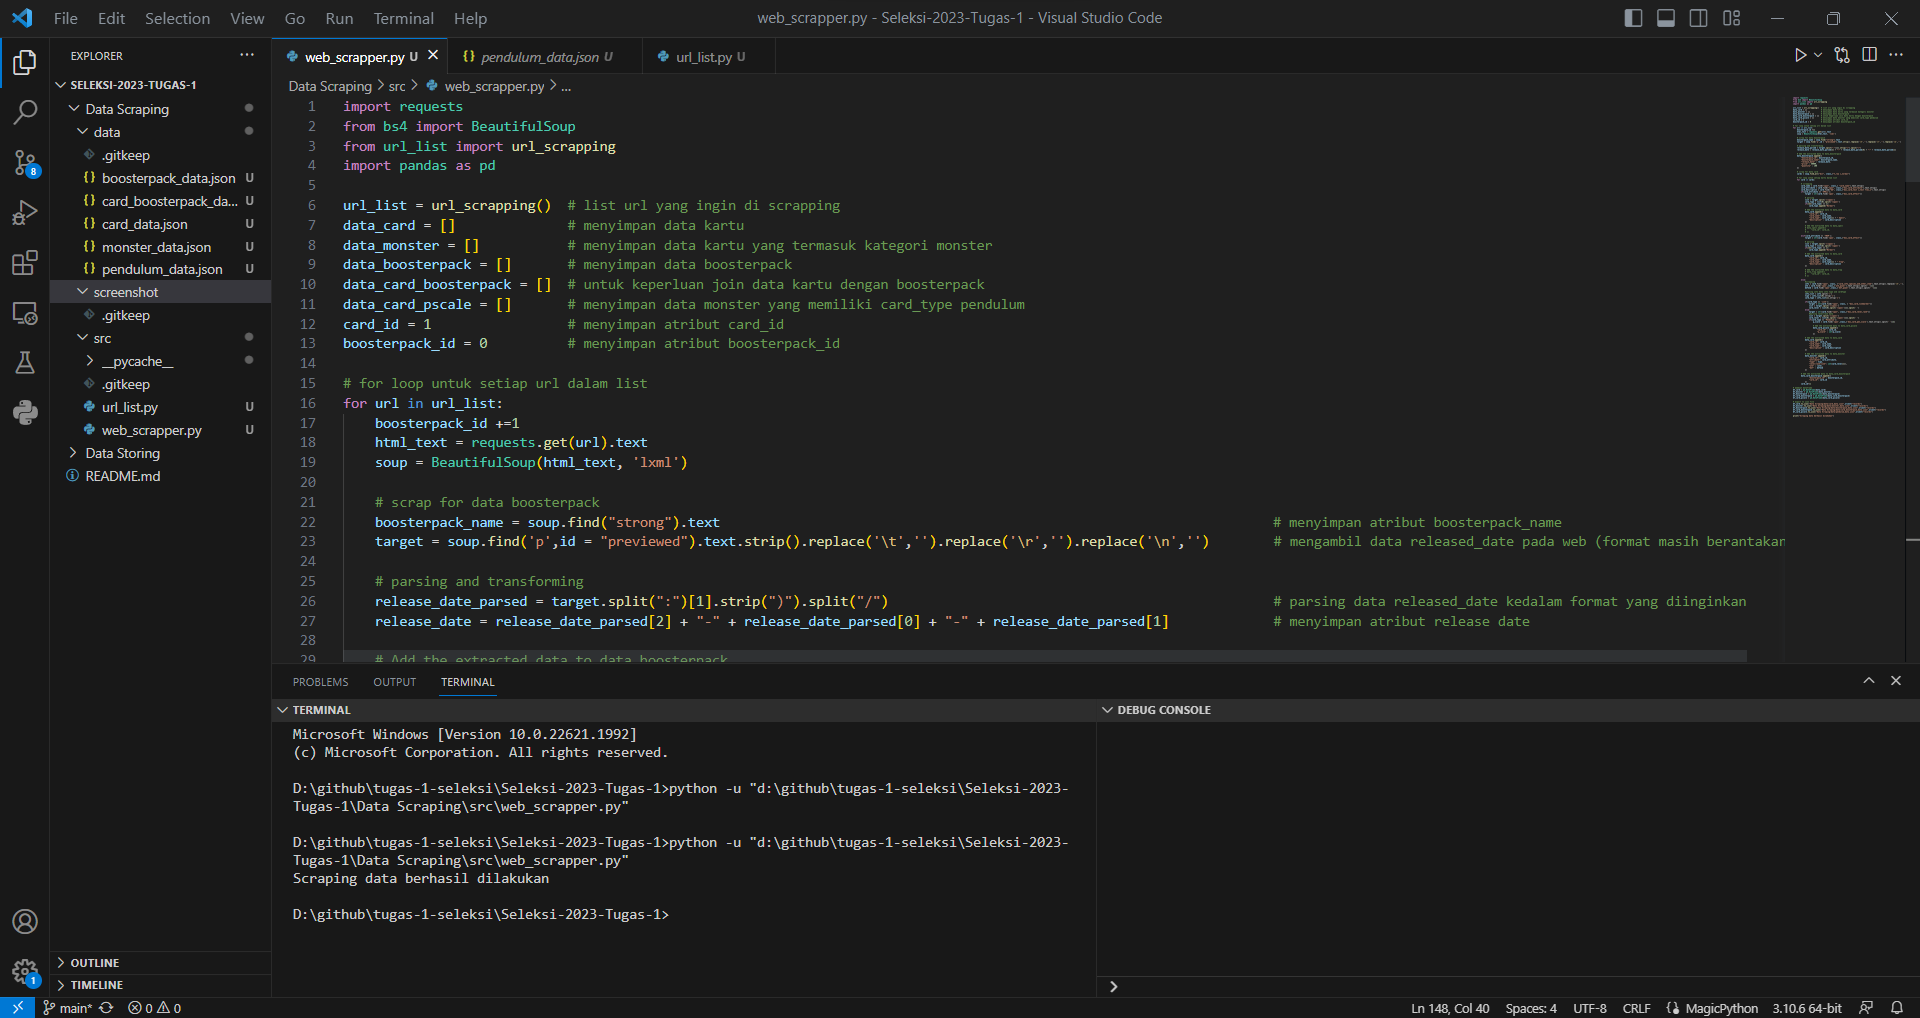 File Edit Selection View Go Run Terminal Help
web_scrapper.py - Seleksi-2023-Tugas-1 - Visual Studio Code
EXPLORER
SELEKSI-2023-TUGAS-1
Data Scraping
data
.gitkeep
boosterpack_data.json U
card_boosterpack_da... U
card_data.json U
monster_data.json U
pendulum_data.json U
screenshot
.gitkeep
src
__pycache__
.gitkeep
url_list.py U
web_scrapper.py U
Data Storing
README.md
OUTLINE
TIMELINE
8
1
web_scrapper.py U
pendulum_data.json U
url_list.py U
Data Scraping > src > web_scrapper.py > ...
1 import requests
2 from bs4 import BeautifulSoup
3 from url_list import url_scrapping
4 import pandas as pd
5
6 url_list = url_scrapping() # list url yang ingin di scrapping
7 data_card = [] # menyimpan data kartu
8 data_monster = [] # menyimpan data kartu yang termasuk kategori monster
9 data_boosterpack = [] # menyimpan data boosterpack
10 data_card_boosterpack = [] # untuk keperluan join data kartu dengan boosterpack
11 data_card_pscale = [] # menyimpan data monster yang memiliki card_type pendulum
12 card_id = 1 # menyimpan atribut card_id
13 boosterpack_id = 0 # menyimpan atribut boosterpack_id
14
15 # for loop untuk setiap url dalam list
16 for url in url_list:
17 boosterpack_id +=1
18 html_text = requests.get(url).text
19 soup = BeautifulSoup(html_text, 'lxml')
20
21 # scrap for data boosterpack
22 boosterpack_name = soup.find("strong").text # menyimpan atribut boosterpack_name
23 target = soup.find('p',id = "previewed").text.strip().replace('\t','').replace('\r','').replace('\n','') # mengambil data released_date pada web (format masih berantakan
24
25 # parsing and transforming
26 release_date_parsed = target.split(":")[1].strip(")").split("/") # parsing data released_date kedalam format yang diinginkan
27 release_date = release_date_parsed[2] + "-" + release_date_parsed[0] + "-" + release_date_parsed[1] # menyimpan atribut release date
28
29 # Add the extracted data to data boosterpack
PROBLEMS OUTPUT TERMINAL
TERMINAL
Microsoft Windows [Version 10.0.22621.1992]
(c) Microsoft Corporation. All rights reserved.
D:\github\tugas-1-seleksi\Seleksi-2023-Tugas-1>python -u "d:\github\tugas-1-seleksi\Seleksi-2023-
Tugas-1\Data Scraping\src\web_scrapper.py"
D:\github\tugas-1-seleksi\Seleksi-2023-Tugas-1>python -u "d:\github\tugas-1-seleksi\Seleksi-2023-
Tugas-1\Data Scraping\src\web_scrapper.py"
Scraping data berhasil dilakukan
D:\github\tugas-1-seleksi\Seleksi-2023-Tugas-1>
DEBUG CONSOLE
main* 0 0
Ln 148, Col 40 Spaces: 4 UTF-8 CRLF MagicPython 3.10.6 64-bit